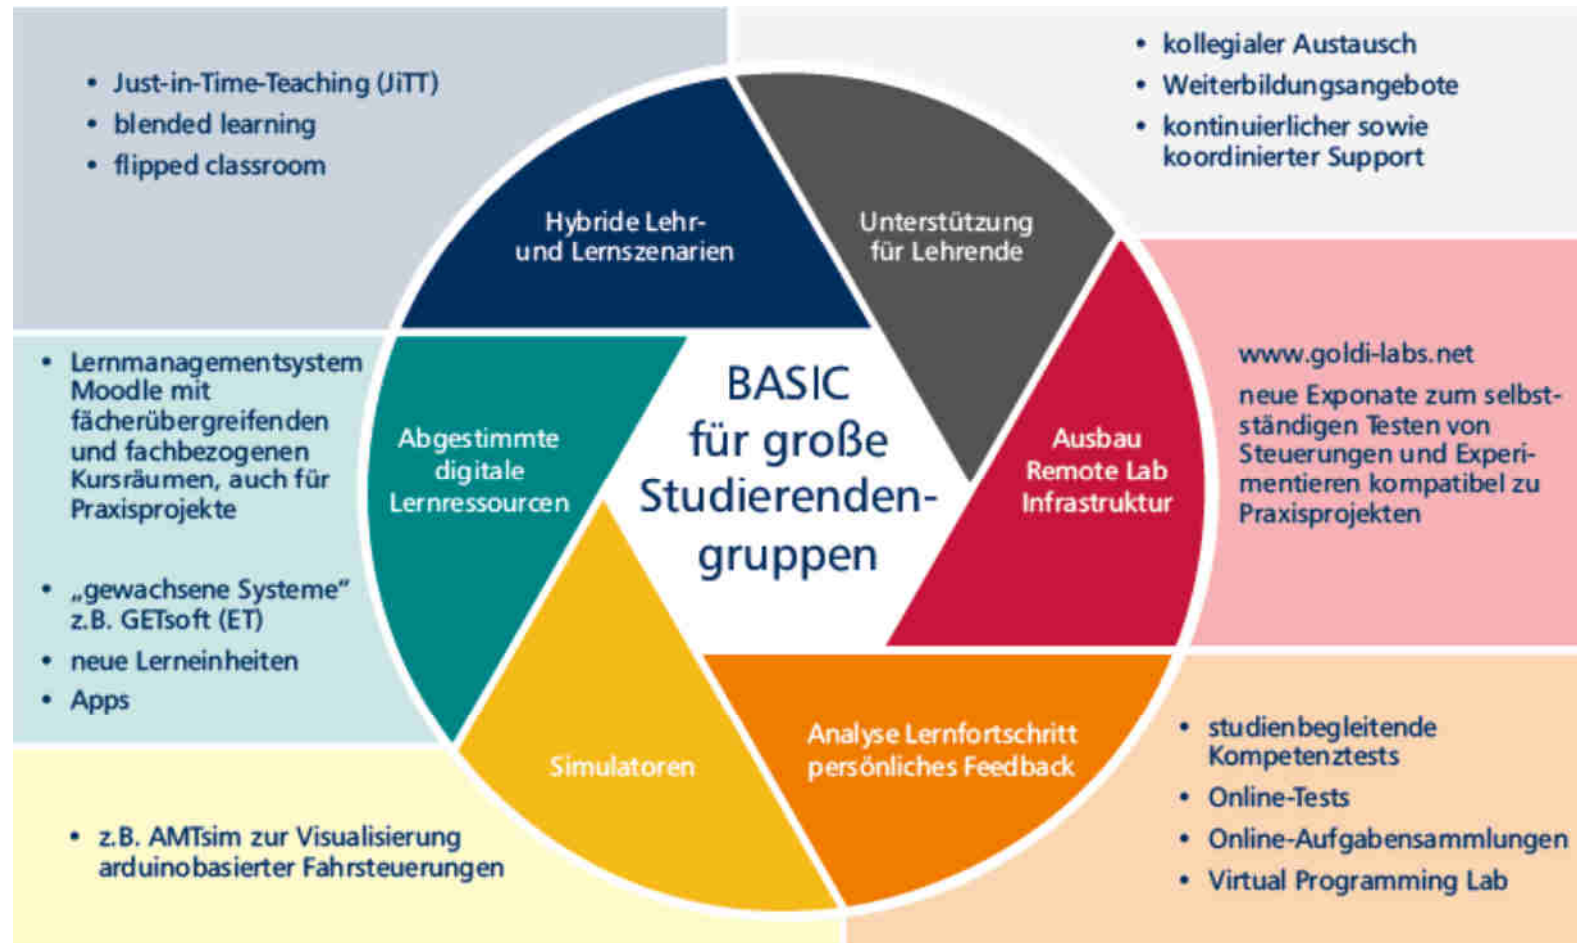 • Just-in-Time-Teaching (JiTT)
• blended learning
• flipped classroom
• kollegialer Austausch
• Weiterbildungsangebote
• kontinuierlicher sowie
koordinierter Support
Hybride Lehr-
und Lernszenarien
Unterstützung
für Lehrende
• Lernmanagementsystem
Moodle mit
fächerübergreifenden
und fachbezogenen
Kursräumen, auch für
Praxisprojekte
• „gewachsene Systeme“
z.B. GETsoft (ET)
• neue Lerneinheiten
• Apps
Abgestimmte
digitale
Lernressourcen
BASIC
für große
Studierenden-
gruppen
Ausbau
Remote Lab
Infrastruktur
www.goldi-labs.net
neue Exponate zum selbst-
ständigen Testen von
Steuerungen und Experi-
mentieren kompatibel zu
Praxisprojekten
Simulatoren
Analyse Lernfortschritt
persönliches Feedback
• z.B. AMTsim zur Visualisierung
arduinobasierter Fahrsteuerungen
• studienbegleitende
Kompetenztests
• Online-Tests
• Online-Aufgabensammlungen
• Virtual Programming Lab